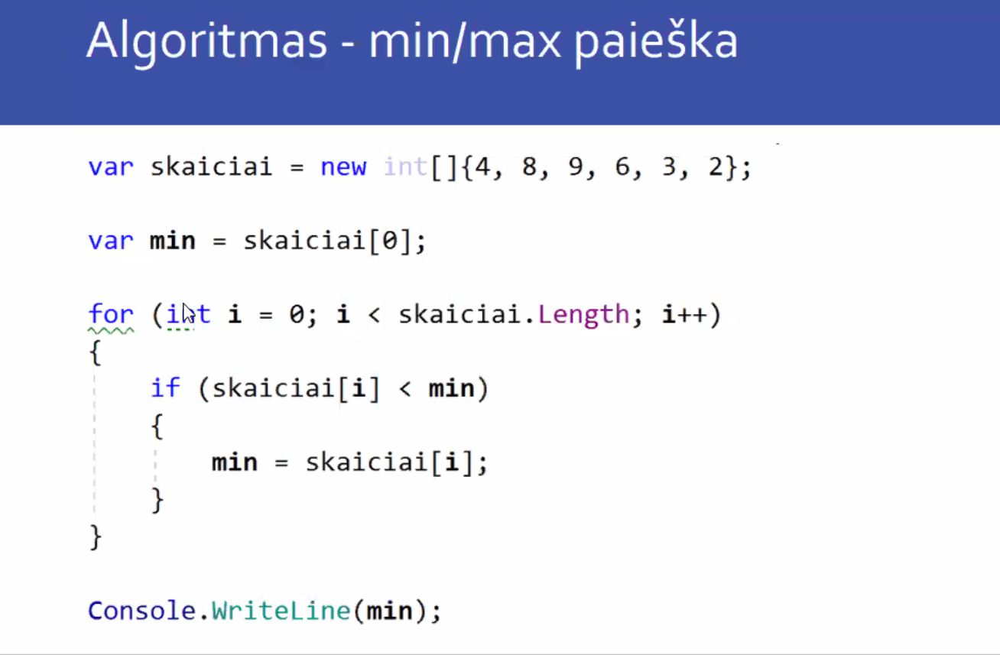 Algoritmas - min/max paieška
var skaiciai = new int[]{4, 8, 9, 6, 3, 2};
var min = skaiciai[0];
for (int i = 0; i < skaiciai.Length; i++)
{
if (skaiciai[i] < min)
{
min = skaiciai[i];
}
}
Console.WriteLine(min);